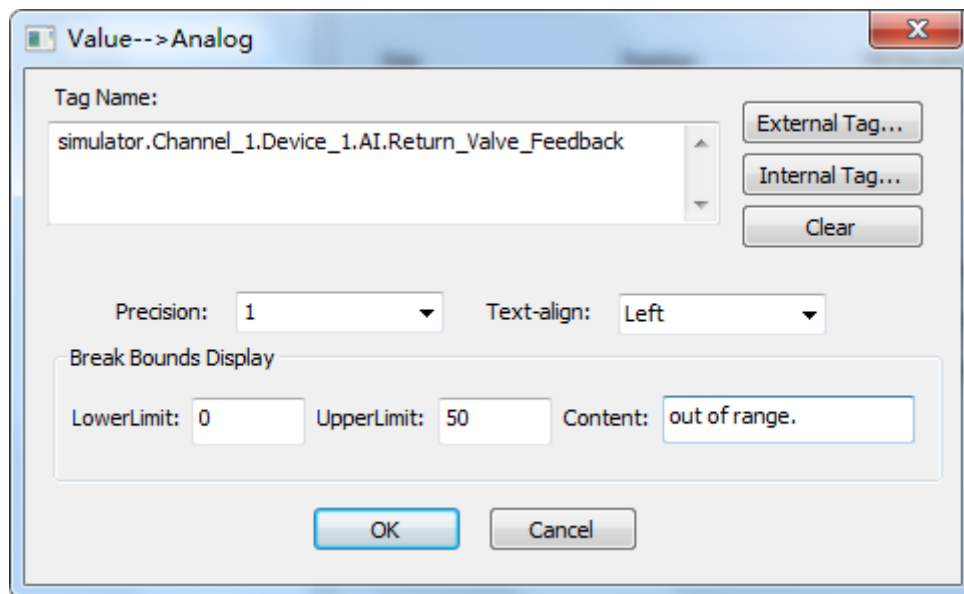 Value-->Analog
Tag Name:
simulator.Channel_1.Device_1.AI.Return_Valve_Feedback
External Tag...
Internal Tag...
Clear
Precision: 1 Text-align: Left
Break Bounds Display
LowerLimit: 0 UpperLimit: 50 Content: out of range.
OK Cancel